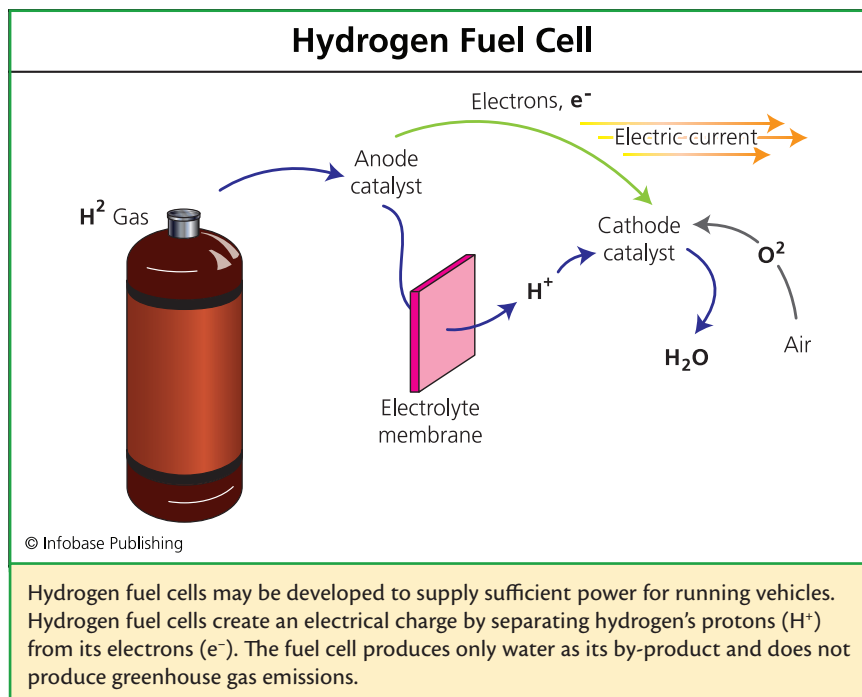 Hydrogen Fuel Cell
Electrons, e⁻
Electric current
Anode
catalyst
H² Gas
Cathode
catalyst
O²
H⁺
Air
H₂O
Electrolyte
membrane
© Infobase Publishing
Hydrogen fuel cells may be developed to supply sufficient power for running vehicles.
Hydrogen fuel cells create an electrical charge by separating hydrogen's protons (H⁺)
from its electrons (e⁻). The fuel cell produces only water as its by-product and does not
produce greenhouse gas emissions.